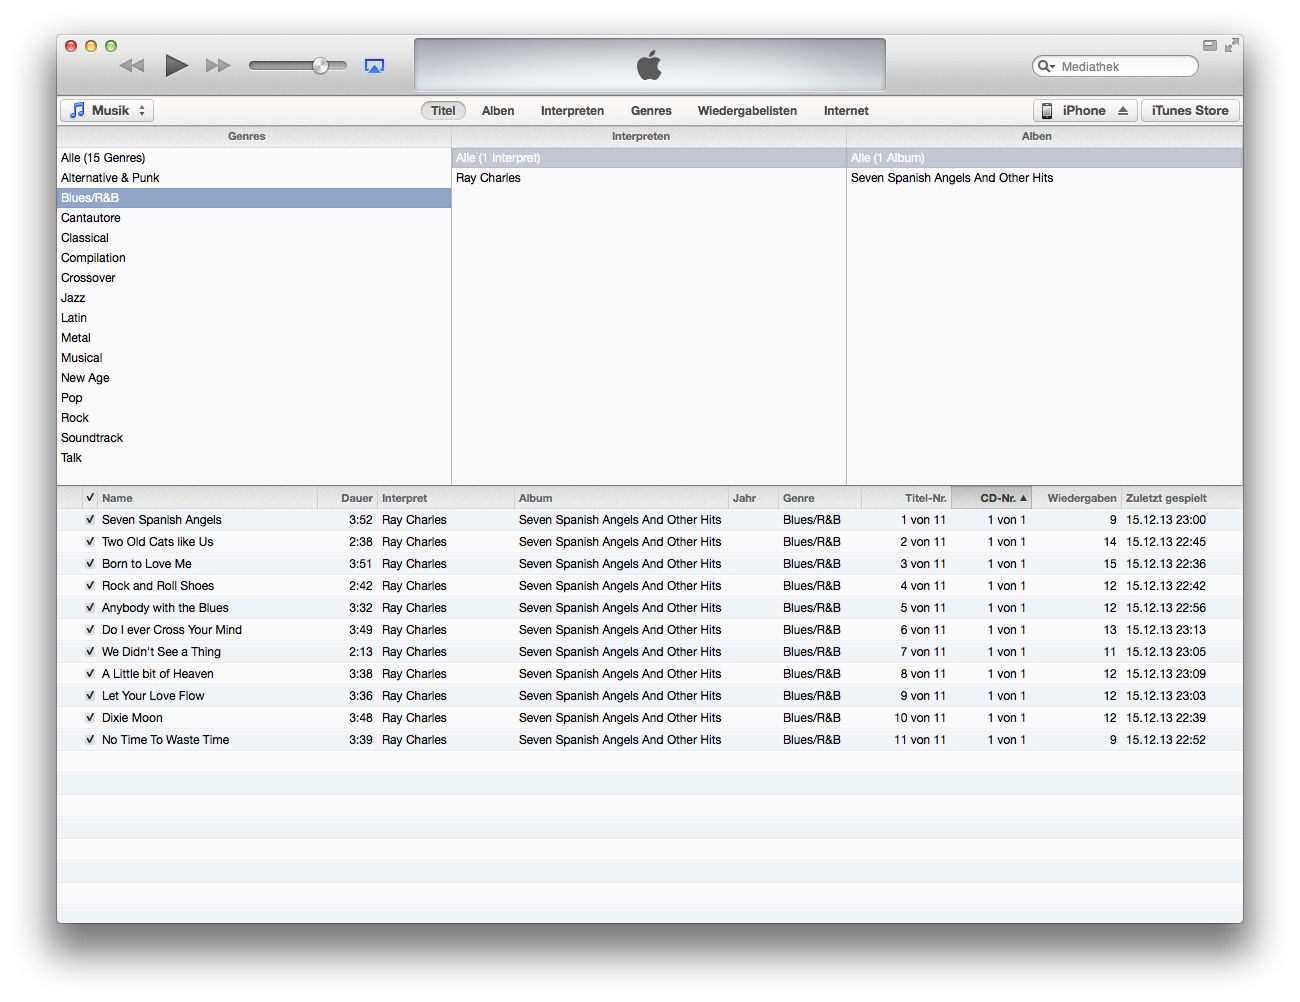 Mediathek
Musik Titel Alben Interpreten Genres Wiedergabelisten Internet iPhone iTunes Store
Genres Interpreten Alben
Alle (15 Genres) Alle (1 Interpret) Alle (1 Album)
Alternative & Punk Ray Charles Seven Spanish Angels And Other Hits
Blues/R&B
Cantautore
Classical
Compilation
Crossover
Jazz
Latin
Metal
Musical
New Age
Pop
Rock
Soundtrack
Talk
✓ Name Dauer Interpret Album Jahr Genre Titel-Nr. CD-Nr. ▲ Wiedergaben Zuletzt gespielt
✓ Seven Spanish Angels 3:52 Ray Charles Seven Spanish Angels And Other Hits Blues/R&B 1 von 11 1 von 1 9 15.12.13 23:00
✓ Two Old Cats like Us 2:38 Ray Charles Seven Spanish Angels And Other Hits Blues/R&B 2 von 11 1 von 1 14 15.12.13 22:45
✓ Born to Love Me 3:51 Ray Charles Seven Spanish Angels And Other Hits Blues/R&B 3 von 11 1 von 1 15 15.12.13 22:36
✓ Rock and Roll Shoes 2:42 Ray Charles Seven Spanish Angels And Other Hits Blues/R&B 4 von 11 1 von 1 12 15.12.13 22:42
✓ Anybody with the Blues 3:32 Ray Charles Seven Spanish Angels And Other Hits Blues/R&B 5 von 11 1 von 1 12 15.12.13 22:56
✓ Do I ever Cross Your Mind 3:49 Ray Charles Seven Spanish Angels And Other Hits Blues/R&B 6 von 11 1 von 1 13 15.12.13 23:13
✓ We Didn't See a Thing 2:13 Ray Charles Seven Spanish Angels And Other Hits Blues/R&B 7 von 11 1 von 1 11 15.12.13 23:05
✓ A Little bit of Heaven 3:38 Ray Charles Seven Spanish Angels And Other Hits Blues/R&B 8 von 11 1 von 1 12 15.12.13 23:09
✓ Let Your Love Flow 3:36 Ray Charles Seven Spanish Angels And Other Hits Blues/R&B 9 von 11 1 von 1 12 15.12.13 23:03
✓ Dixie Moon 3:48 Ray Charles Seven Spanish Angels And Other Hits Blues/R&B 10 von 11 1 von 1 12 15.12.13 22:39
✓ No Time To Waste Time 3:39 Ray Charles Seven Spanish Angels And Other Hits Blues/R&B 11 von 11 1 von 1 9 15.12.13 22:52